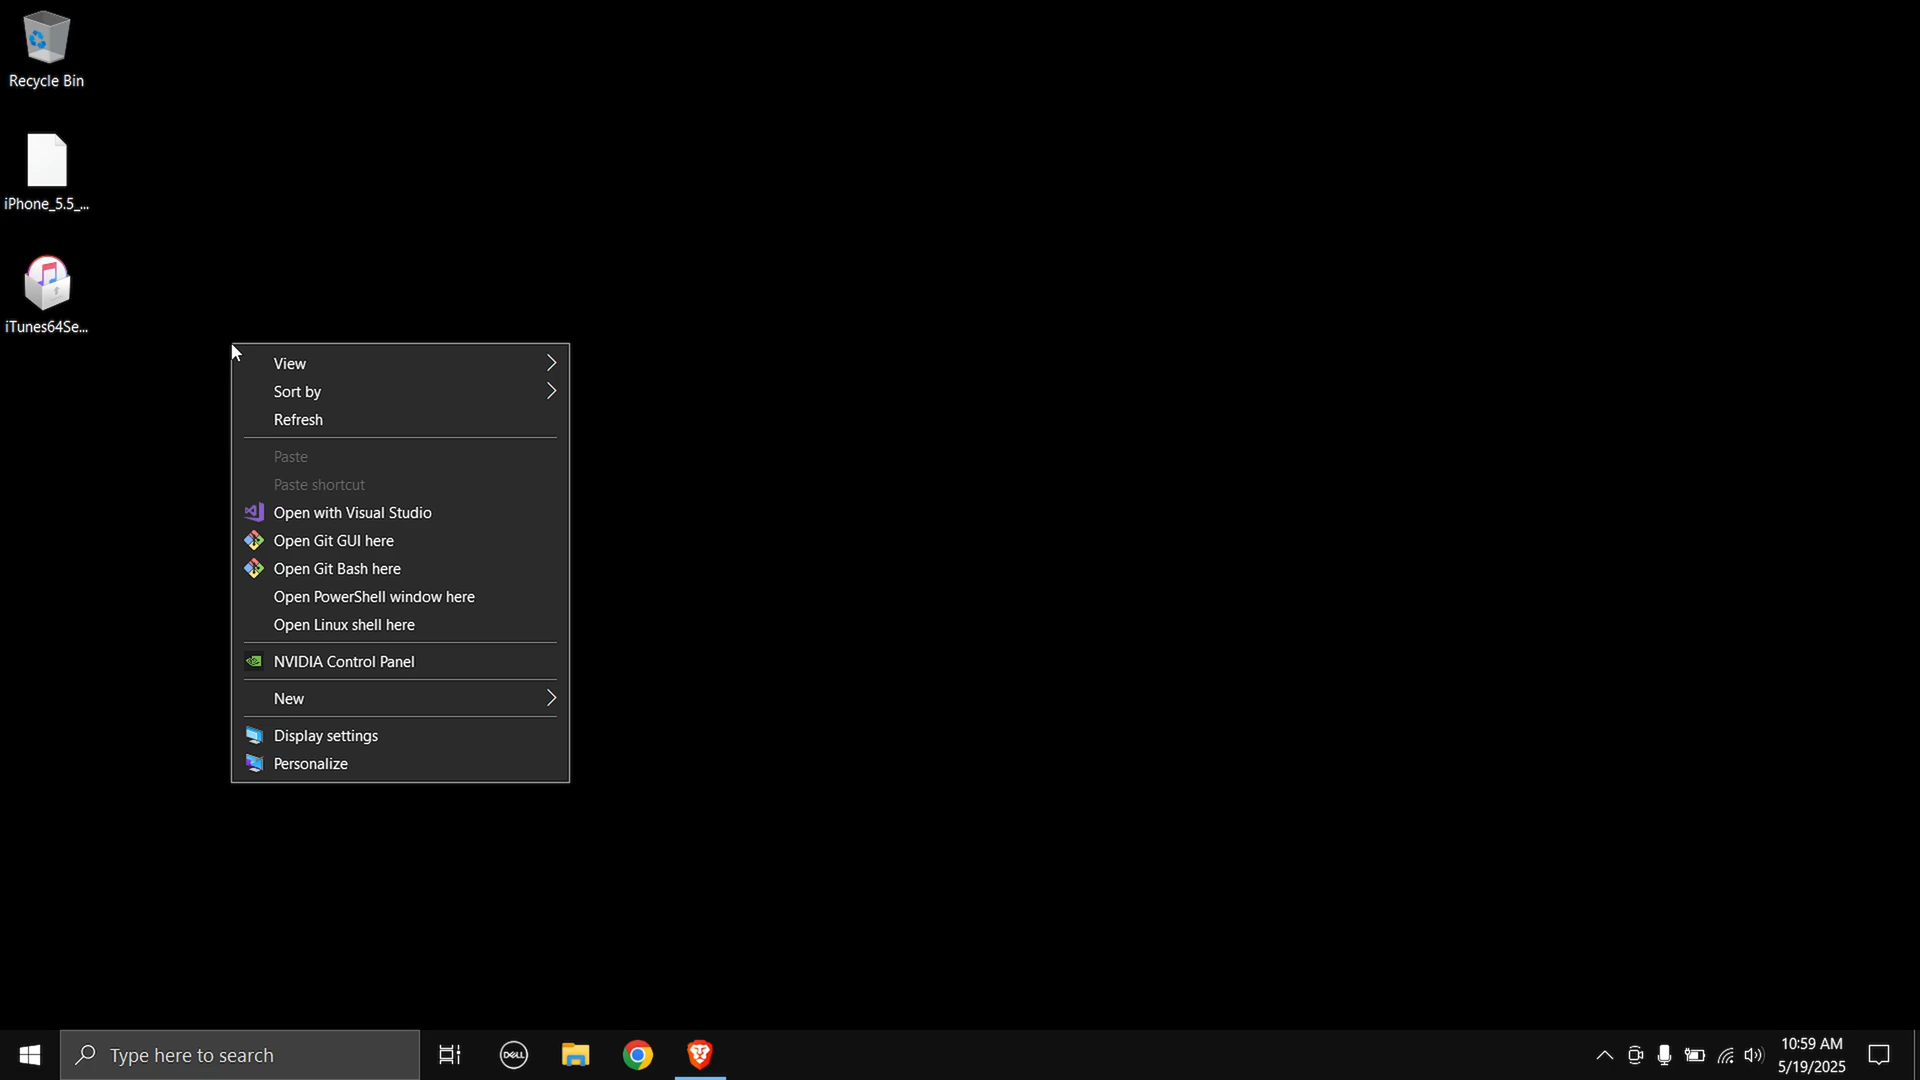 Recycle Bin
iPhone_5.5_...
iTunes64Se...
View
Sort by
Refresh
Paste
Paste shortcut
Open with Visual Studio
Open Git GUI here
Open Git Bash here
Open PowerShell window here
Open Linux shell here
NVIDIA Control Panel
New
Display settings
Personalize
Type here to search
DELL
10:59 AM
5/19/2025